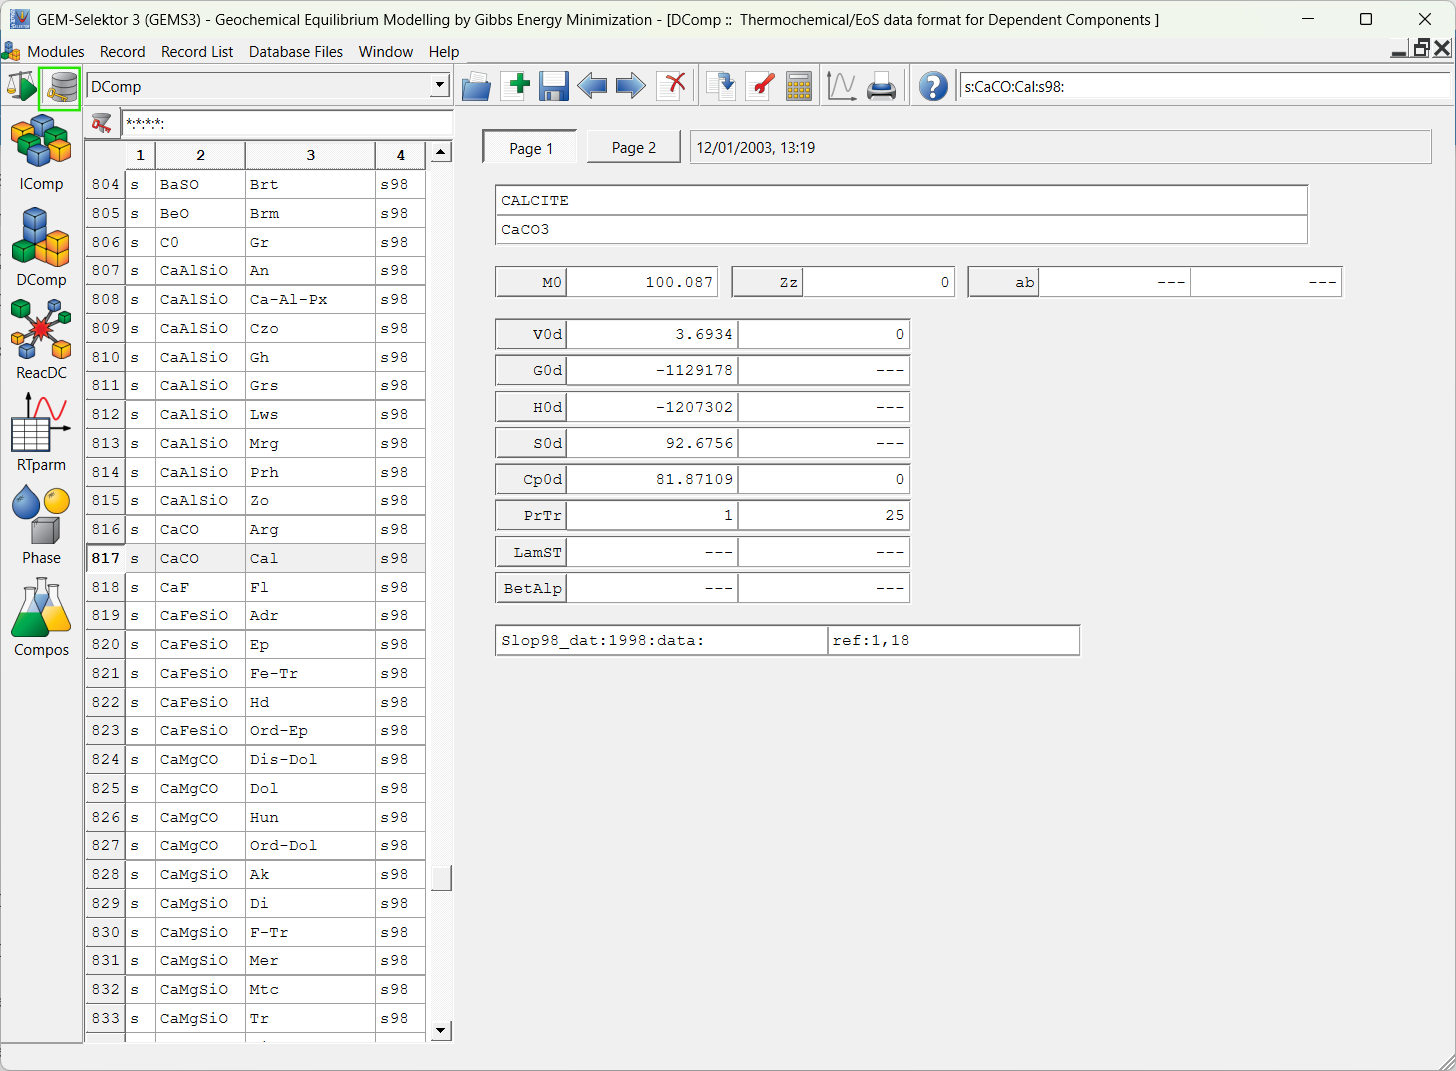 GEM-Selektor 3 (GEMS3) - Geochemical Equilibrium Modelling by Gibbs Energy Minimization - [DComp :: Thermochemical/EoS data format for Dependent Components ]
Modules Record Record List Database Files Window Help
DComp
s:CaCO:Cal:s98:
*:*:*:*:
IComp
DComp
ReacDC
RTparm
Phase
Compos
1 2 3 4
804 s BaSO Brt s98
805 s BeO Brm s98
806 s C0 Gr s98
807 s CaAlSiO An s98
808 s CaAlSiO Ca-Al-Px s98
809 s CaAlSiO Czo s98
810 s CaAlSiO Gh s98
811 s CaAlSiO Grs s98
812 s CaAlSiO Lws s98
813 s CaAlSiO Mrg s98
814 s CaAlSiO Prh s98
815 s CaAlSiO Zo s98
816 s CaCO Arg s98
817 s CaCO Cal s98
818 s CaF Fl s98
819 s CaFeSiO Adr s98
820 s CaFeSiO Ep s98
821 s CaFeSiO Fe-Tr s98
822 s CaFeSiO Hd s98
823 s CaFeSiO Ord-Ep s98
824 s CaMgCO Dis-Dol s98
825 s CaMgCO Dol s98
826 s CaMgCO Hun s98
827 s CaMgCO Ord-Dol s98
828 s CaMgSiO Ak s98
829 s CaMgSiO Di s98
830 s CaMgSiO F-Tr s98
831 s CaMgSiO Mer s98
832 s CaMgSiO Mtc s98
833 s CaMgSiO Tr s98
Page 1 Page 2 12/01/2003, 13:19
CALCITE
CaCO3
M0 100.087 Zz 0 ab --- ---
V0d 3.6934 0
G0d -1129178 ---
H0d -1207302 ---
S0d 92.6756 ---
Cp0d 81.87109 0
PrTr 1 25
LamST --- ---
BetAlp --- ---
Slop98_dat:1998:data: ref:1,18